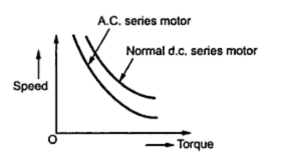 A.C. series motor
Normal d.c. series motor
Speed
O
Torque